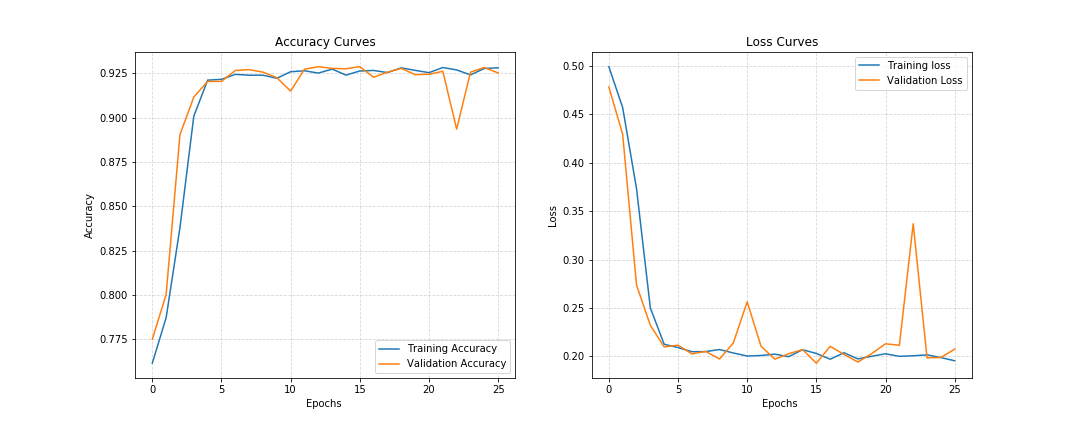 Accuracy Curves
Accuracy
0.925
0.900
0.875
0.850
0.825
0.800
0.775
Training Accuracy
Validation Accuracy
0 5 10 15 20 25
Epochs
Loss Curves
Loss
0.50
0.45
0.40
0.35
0.30
0.25
0.20
Training loss
Validation Loss
0 5 10 15 20 25
Epochs